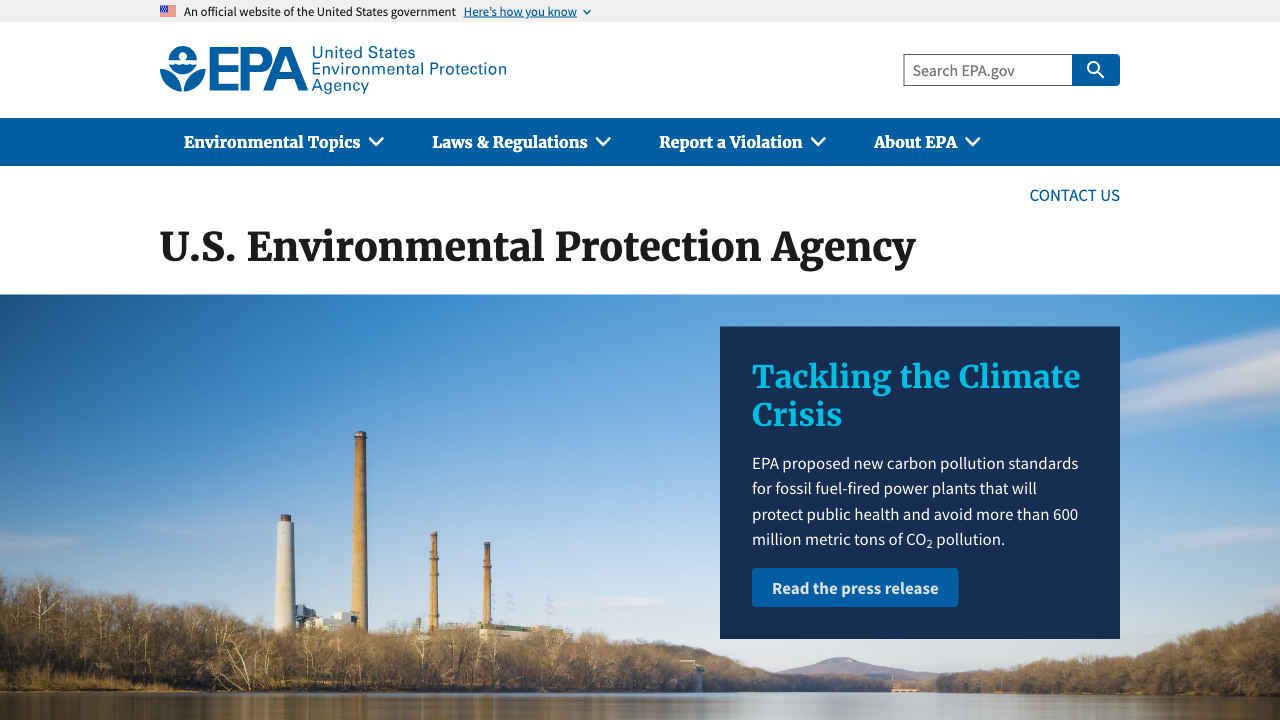 An official website of the United States government Here's how you know
EPA United States
Environmental Protection
Agency
Search EPA.gov
Environmental Topics Laws & Regulations Report a Violation About EPA
CONTACT US
U.S. Environmental Protection Agency
Tackling the Climate
Crisis
EPA proposed new carbon pollution standards
for fossil fuel-fired power plants that will
protect public health and avoid more than 600
million metric tons of CO₂ pollution.
Read the press release